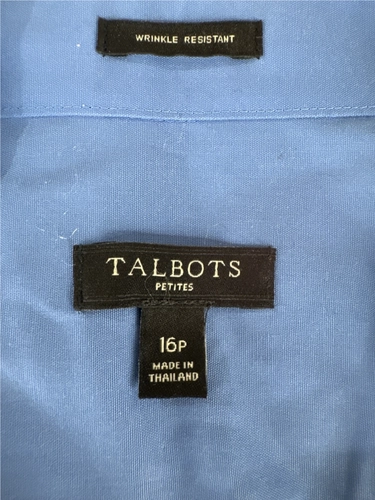 WRINKLE RESISTANT
TALBOTS
PETITES
16P
MADE IN
THAILAND